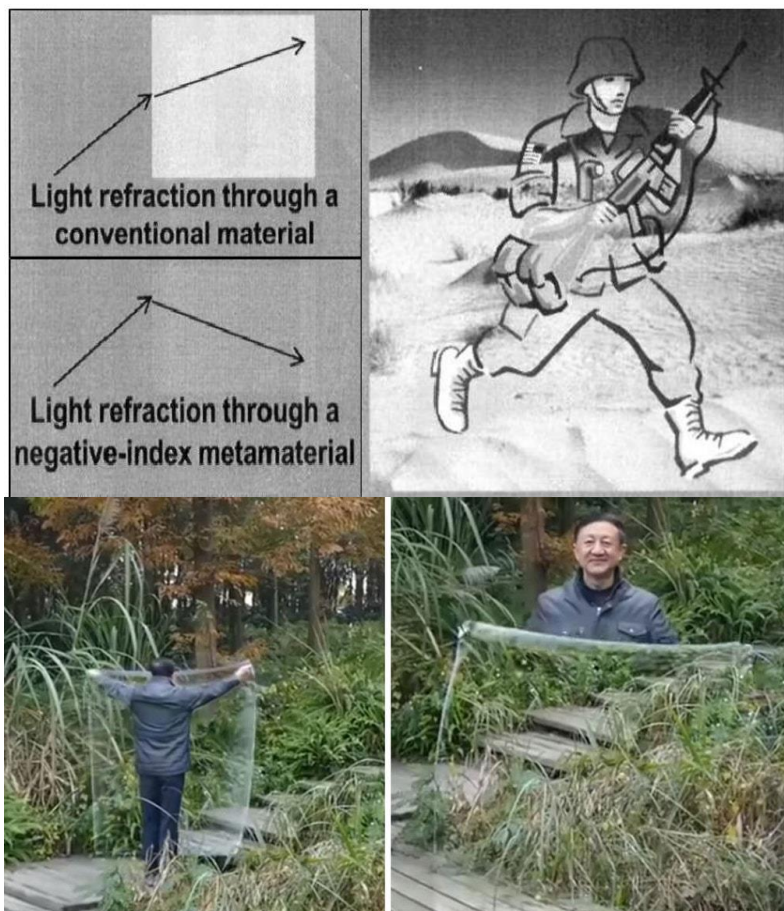 Light refraction through a
conventional material
Light refraction through a
negative-index metamaterial